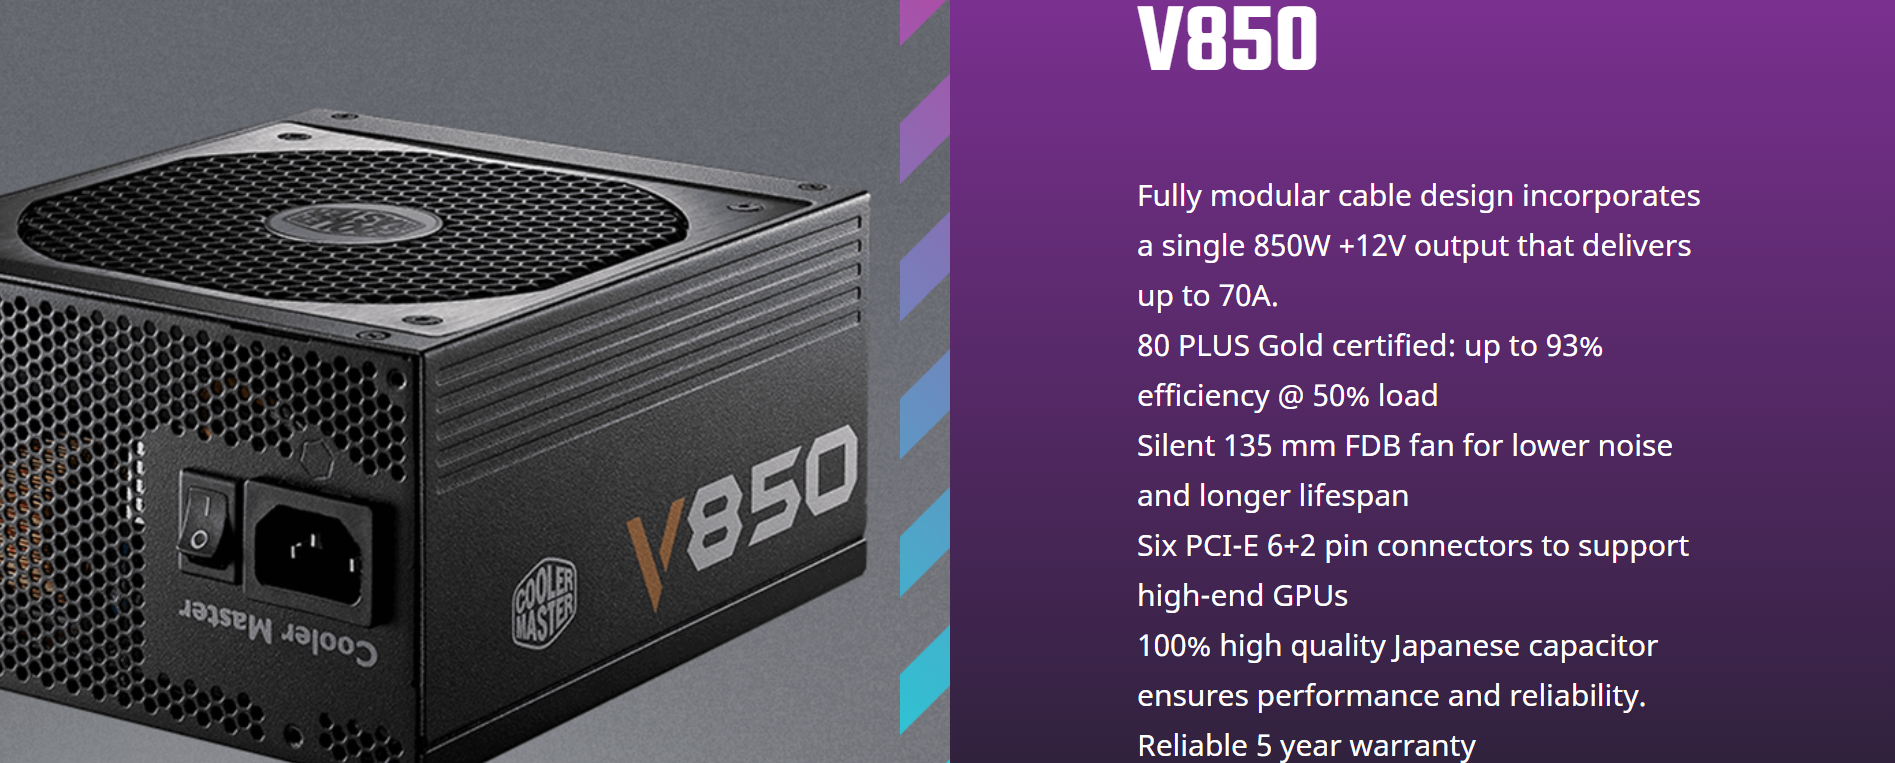 V850
Fully modular cable design incorporates
a single 850W +12V output that delivers
up to 70A.
80 PLUS Gold certified: up to 93%
efficiency @ 50% load
Silent 135 mm FDB fan for lower noise
and longer lifespan
Six PCI-E 6+2 pin connectors to support
high-end GPUs
100% high quality Japanese capacitor
ensures performance and reliability.
Reliable 5 year warranty
V850
COOLER
MASTER
Cooler Master